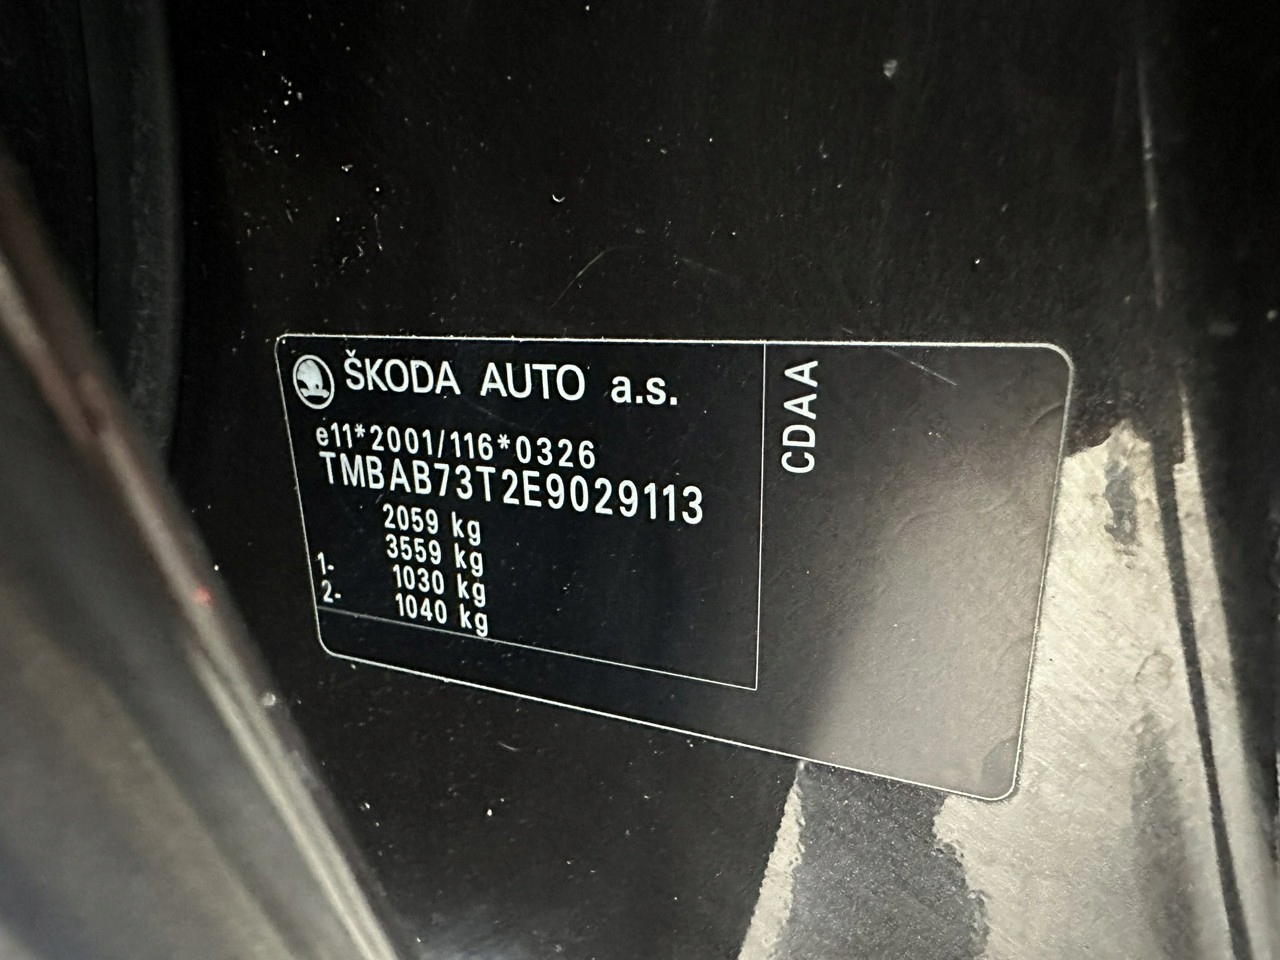 ŠKODA AUTO a.s.
e11*2001/116*0326
TMBAB73T2E9029113
2059 kg
3559 kg
1- 1030 kg
2- 1040 kg
CDAA